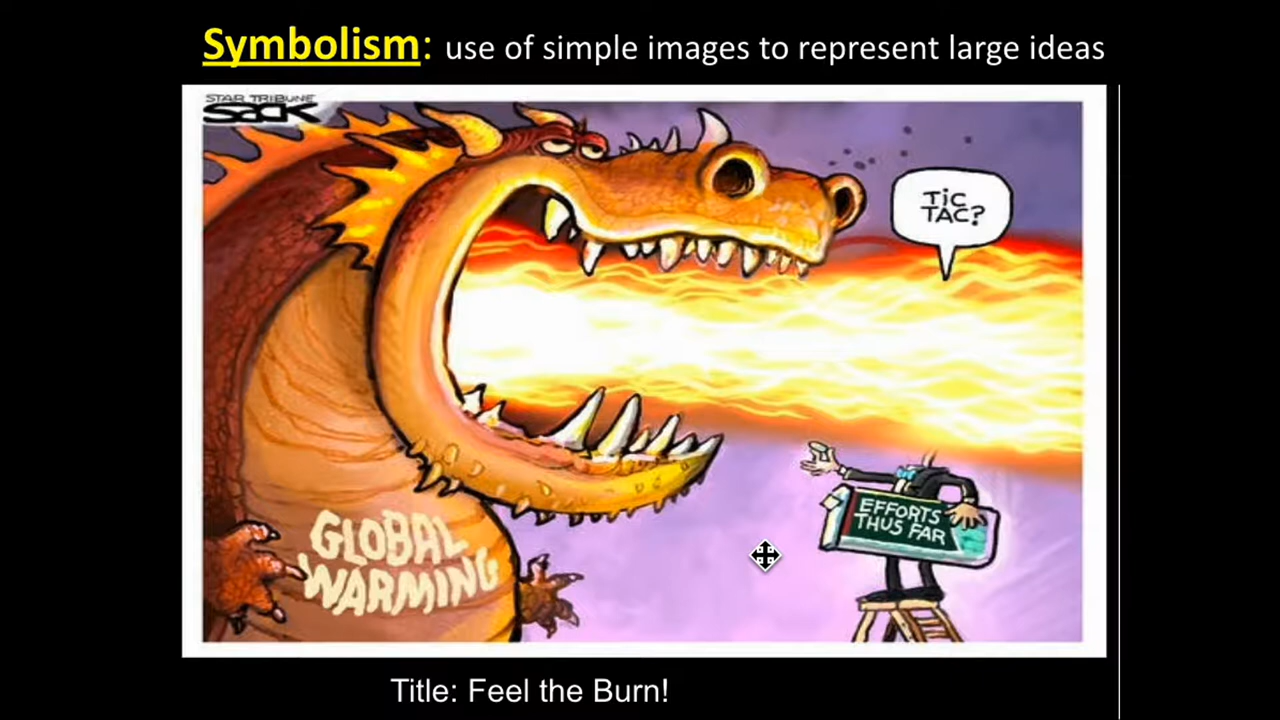 Symbolism: use of simple images to represent large ideas
STAR TRIBUNE
SACK
TiC
TAC?
EFFORTS
THUS FAR
GLOBAL
WARMING
Title: Feel the Burn!